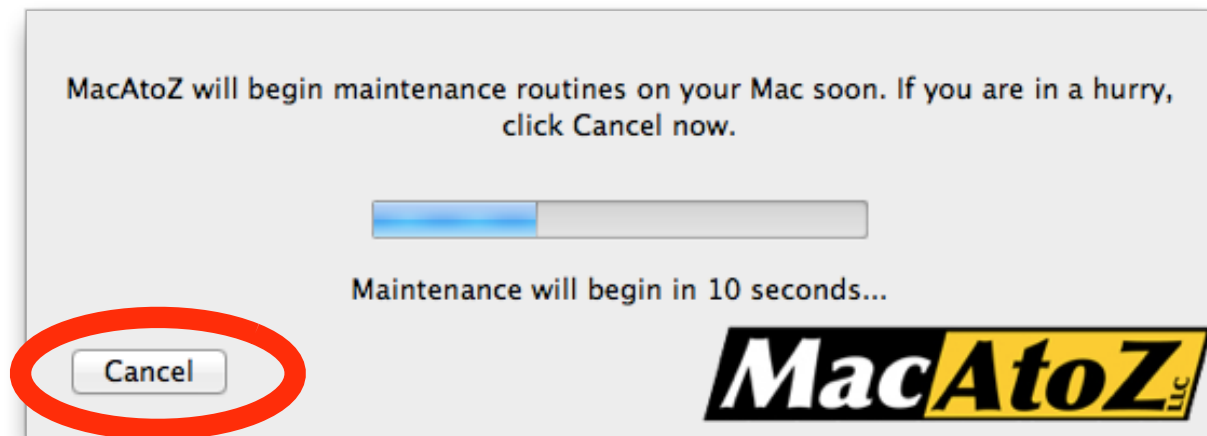 MacAtoZ will begin maintenance routines on your Mac soon. If you are in a hurry,
click Cancel now.
Maintenance will begin in 10 seconds...
Cancel
MacAtoZ LLC